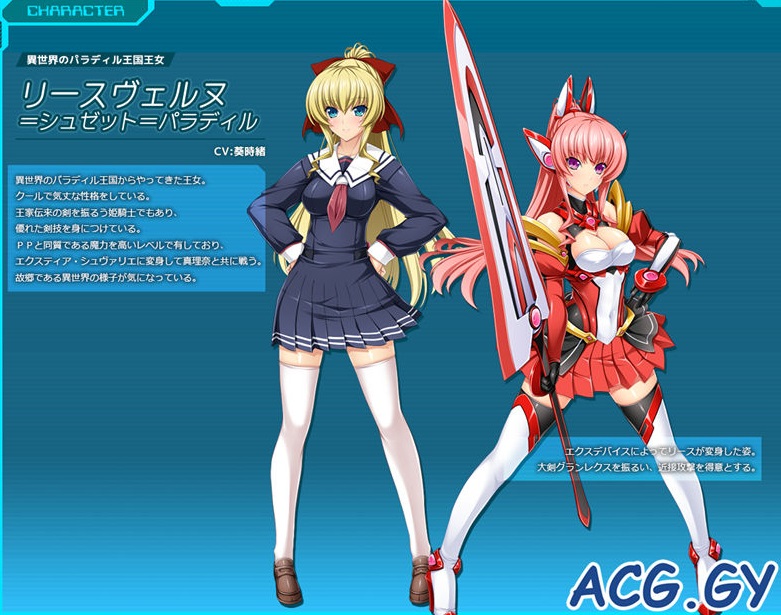 CHARACTER
異世界のパラディル王国王女
リースヴェルヌ
＝シュゼット＝パラディル
CV:葵時緒
異世界のパラディル王国からやってきた王女。
クールで気丈な性格をしている。
王家伝来の剣を振るう姫騎士でもあり、
優れた剣技を身につけている。
ＰＰと同質である魔力を高いレベルで有しており、
エクスティア・シュヴァリエに変身して真理奈と共に戦う。
故郷である異世界の様子が気になっている。
エクスデバイスによってリースが変身した姿。
大剣グランレクスを振るい、近接攻撃を得意とする。
ACG.GY